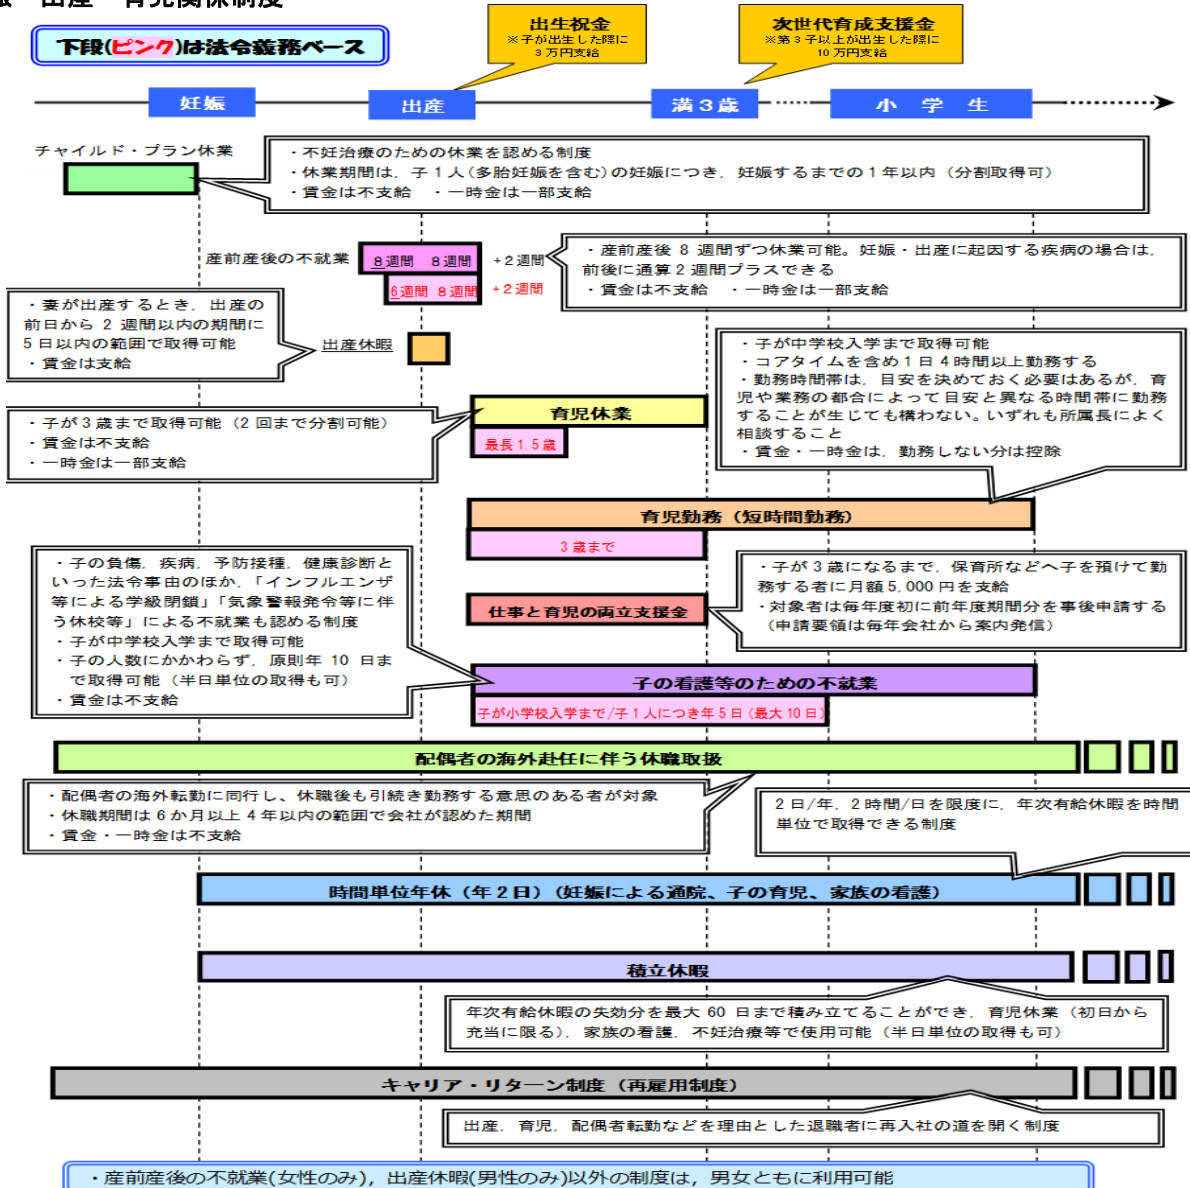 出産 育児関係制度
下段(ピンク)は法令義務ベース
出生祝金
※子が出生した際に
３万円支給
次世代育成支援金
※第３子以上が出生した際に
10万円支給
妊娠
出産
満３歳
小学生
チャイルド・プラン休業
・不妊治療のための休業を認める制度
・休業期間は，子１人(多胎妊娠を含む)の妊娠につき，妊娠するまでの１年以内（分割取得可）
・賃金は不支給　・一時金は一部支給
産前産後の不就業
8週間　8週間
+2週間
6週間 8週間
+2週間
・産前産後 8 週間ずつ休業可能。妊娠・出産に起因する疾病の場合は，
前後に通算２週間プラスできる
・賃金は不支給　・一時金は一部支給
・妻が出産するとき，出産の
前日から 2 週間以内の期間に
5日以内の範囲で取得可能
・賃金は支給
出産休暇
・子が中学校入学まで取得可能
・コアタイムを含め１日４時間以上勤務する
・勤務時間帯は，目安を決めておく必要はあるが，育
児や業務の都合によって目安と異なる時間帯に勤務
することが生じても構わない。いずれも所属長によく
相談すること
・賃金・一時金は，勤務しない分は控除
・子が３歳まで取得可能（2回まで分割可能）
・賃金は不支給
・一時金は一部支給
育児休業
最長1.5歳
育児勤務（短時間勤務）
3歳まで
・子の負傷，疾病，予防接種，健康診断と
いった法令事由のほか，「インフルエンザ
等による学級閉鎖」「気象警報発令等に伴
う休校等」による不就業も認める制度
・子が中学校入学まで取得可能
・子の人数にかかわらず，原則年 10 日ま
で取得可能（半日単位の取得も可）
・賃金は不支給
仕事と育児の両立支援金
・子が３歳になるまで，保育所などへ子を預けて勤
務する者に月額5,000円を支給
・対象者は毎年度初に前年度期間分を事後申請する
（申請要領は毎年会社から案内発信）
子の看護等のための不就業
子が小学校入学まで/子１人につき年５日(最大10日)
配偶者の海外赴任に伴う休職取扱
・配偶者の海外転勤に同行し、休職後も引続き勤務する意思のある者が対象
・休職期間は６か月以上４年以内の範囲で会社が認めた期間
・賃金・一時金は不支給
2日/年，2時間/日を限度に，年次有給休暇を時間
単位で取得できる制度
時間単位年休（年２日）（妊娠による通院、子の育児、家族の看護）
積立休暇
年次有給休暇の失効分を最大 60 日まで積み立てることができ，育児休業（初日から
充当に限る），家族の看護，不妊治療等で使用可能（半日単位の取得も可）
キャリア・リターン制度（再雇用制度）
出産，育児，配偶者転勤などを理由とした退職者に再入社の道を開く制度
・産前産後の不就業(女性のみ)，出産休暇(男性のみ)以外の制度は，男女ともに利用可能